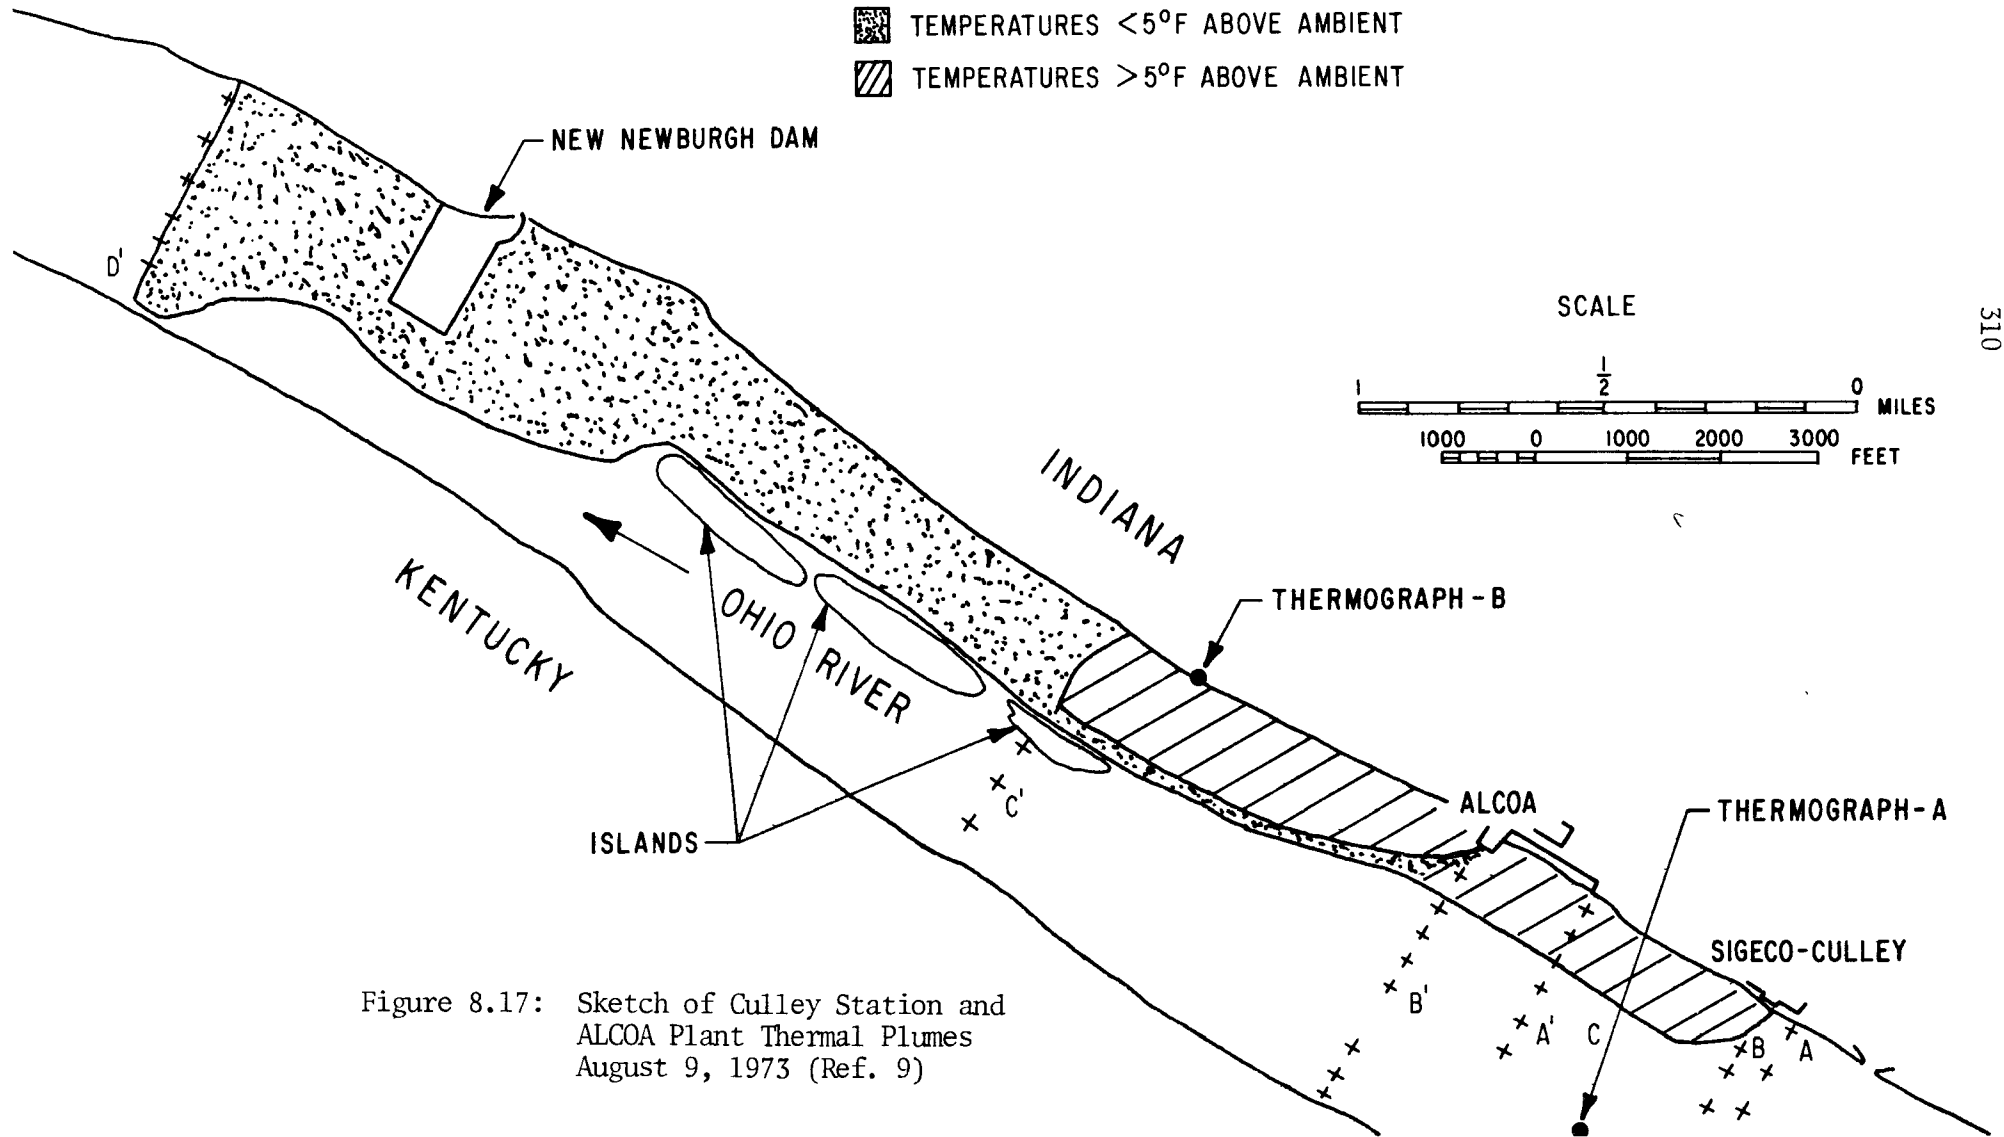 TEMPERATURES <5°F ABOVE AMBIENT
TEMPERATURES >5°F ABOVE AMBIENT
NEW NEWBURGH DAM
D'
SCALE
1 1/2 0
MILES
1000 0 1000 2000 3000
FEET
310
INDIANA
KENTUCKY
OHIO RIVER
THERMOGRAPH-B
ISLANDS
C'
ALCOA
THERMOGRAPH-A
SIGECO-CULLEY
B'
A'
C
B
A
Figure 8.17: Sketch of Culley Station and
ALCOA Plant Thermal Plumes
August 9, 1973 (Ref. 9)